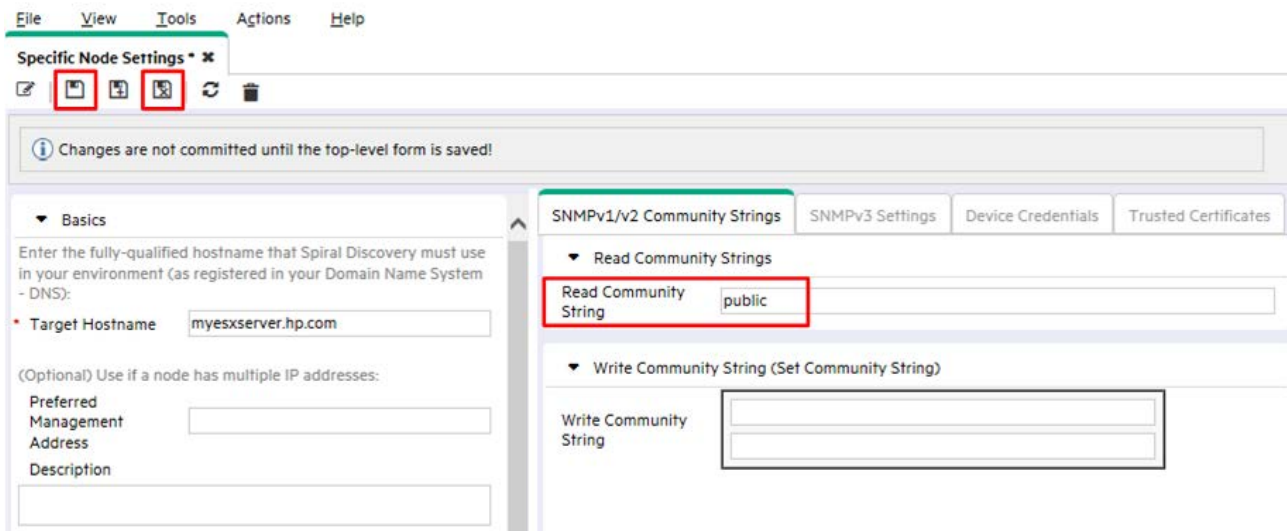 File View Tools Actions Help
Specific Node Settings * ✖
Changes are not committed until the top-level form is saved!
Basics
Enter the fully-qualified hostname that Spiral Discovery must use
in your environment (as registered in your Domain Name System
- DNS):
* Target Hostname myesxserver.hp.com
(Optional) Use if a node has multiple IP addresses:
Preferred
Management
Address
Description
SNMPv1/v2 Community Strings SNMPv3 Settings Device Credentials Trusted Certificates
Read Community Strings
Read Community
String
public
Write Community String (Set Community String)
Write Community
String